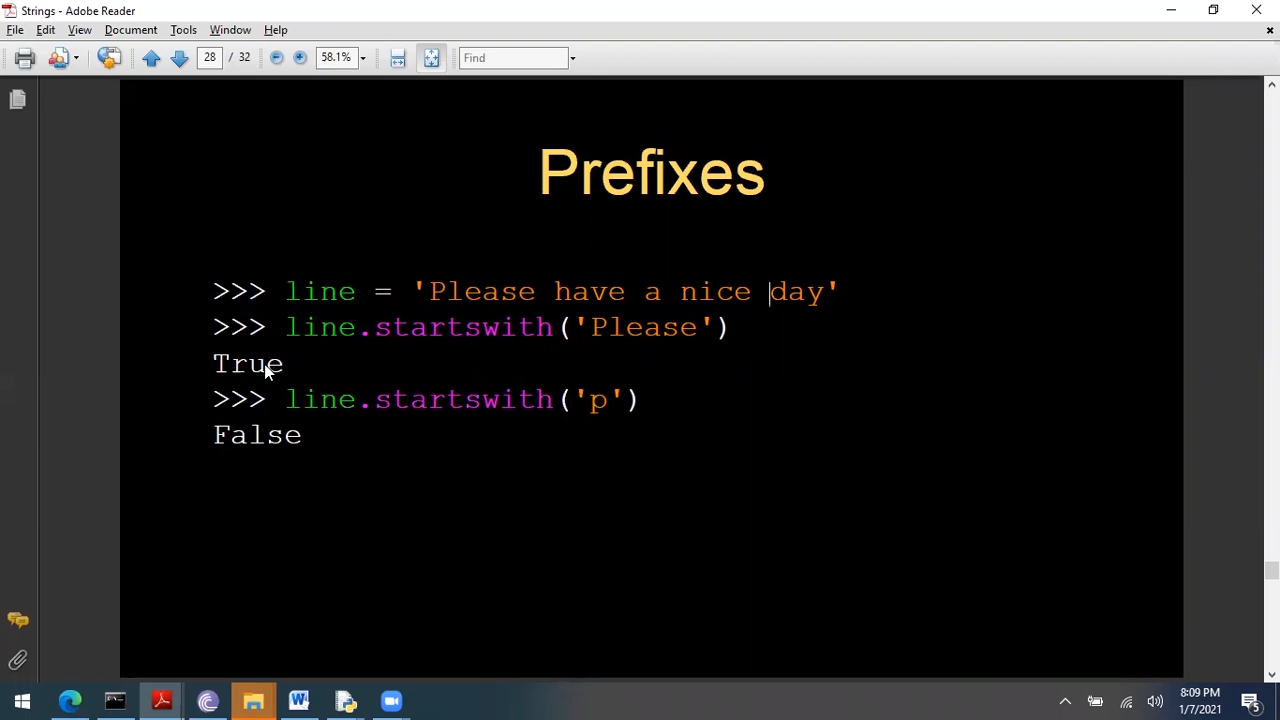 Strings - Adobe Reader
File Edit View Document Tools Window Help
28 / 32 58.1% Find
Prefixes
>>> line = 'Please have a nice day'
>>> line.startswith('Please')
True
>>> line.startswith('p')
False
8:09 PM
1/7/2021
5